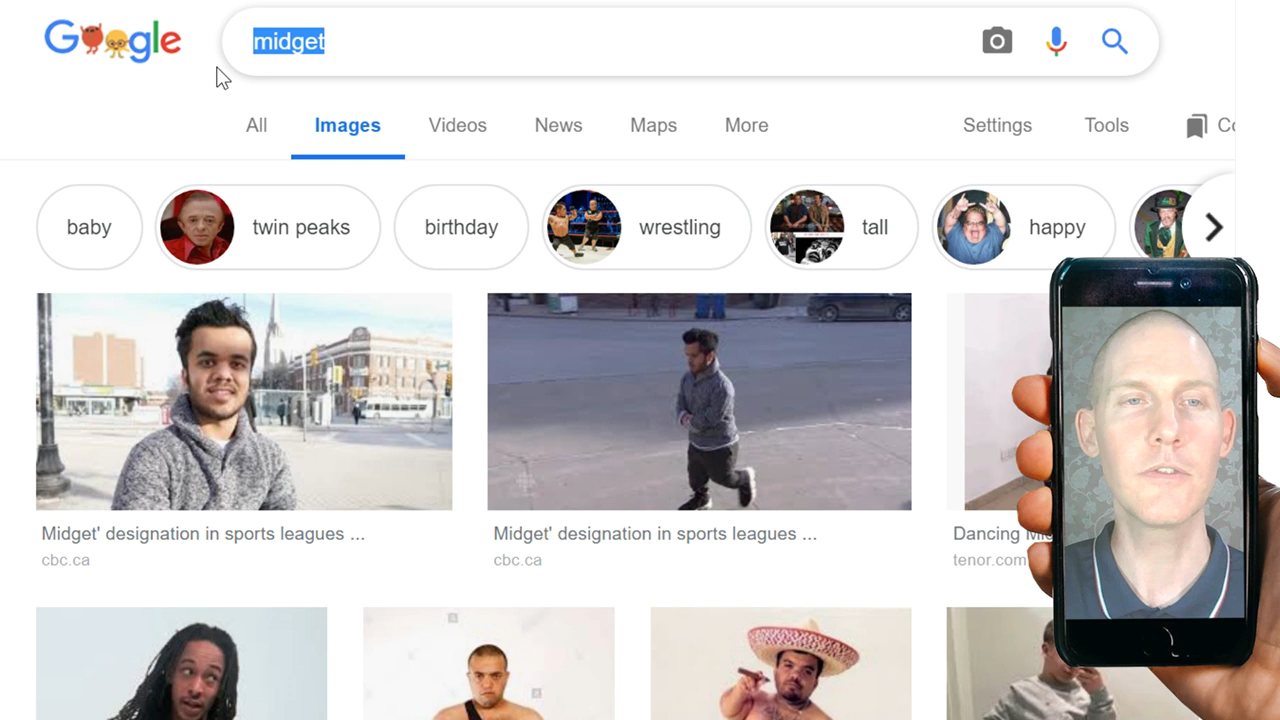 Google
midget
All Images Videos News Maps More Settings Tools
baby twin peaks birthday wrestling tall happy
Midget' designation in sports leagues ...
cbc.ca
Midget' designation in sports leagues ...
cbc.ca
Dancing
tenor.com